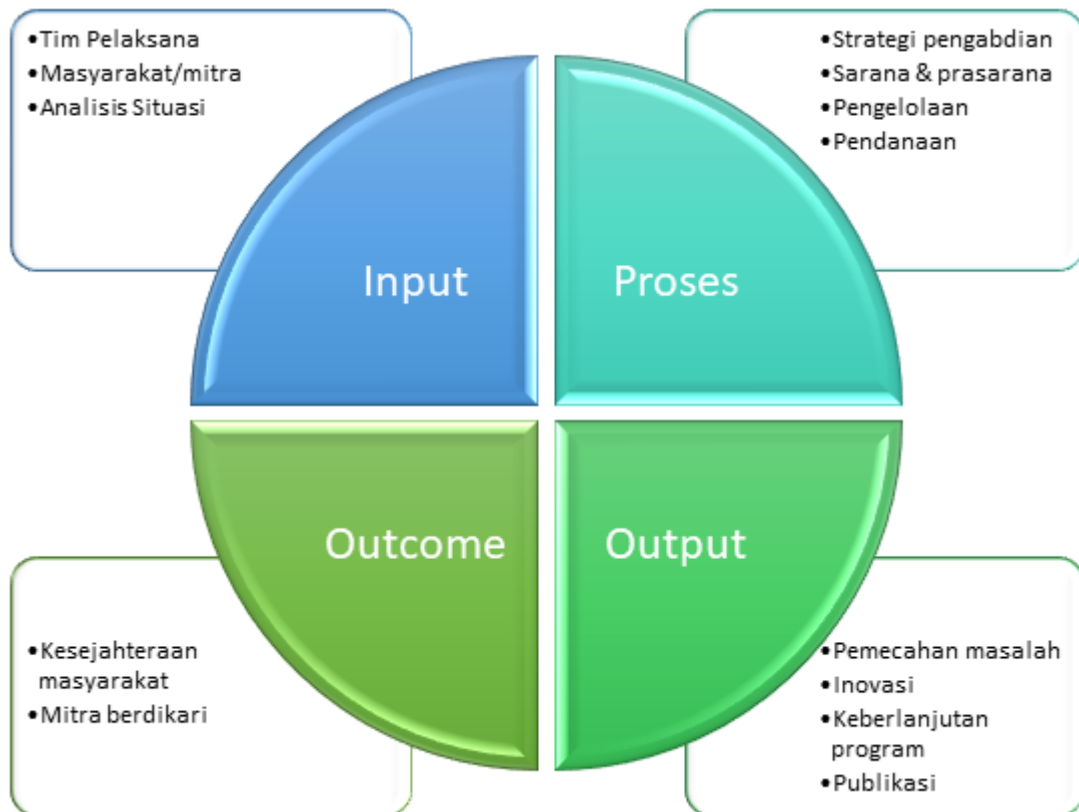 •Tim Pelaksana
•Masyarakat/mitra
•Analisis Situasi
•Strategi pengabdian
•Sarana & prasarana
•Pengelolaan
•Pendanaan
Input
Proses
Outcome
Output
•Kesejahteraan
masyarakat
•Mitra berdikari
•Pemecahan masalah
•Inovasi
•Keberlanjutan
program
•Publikasi